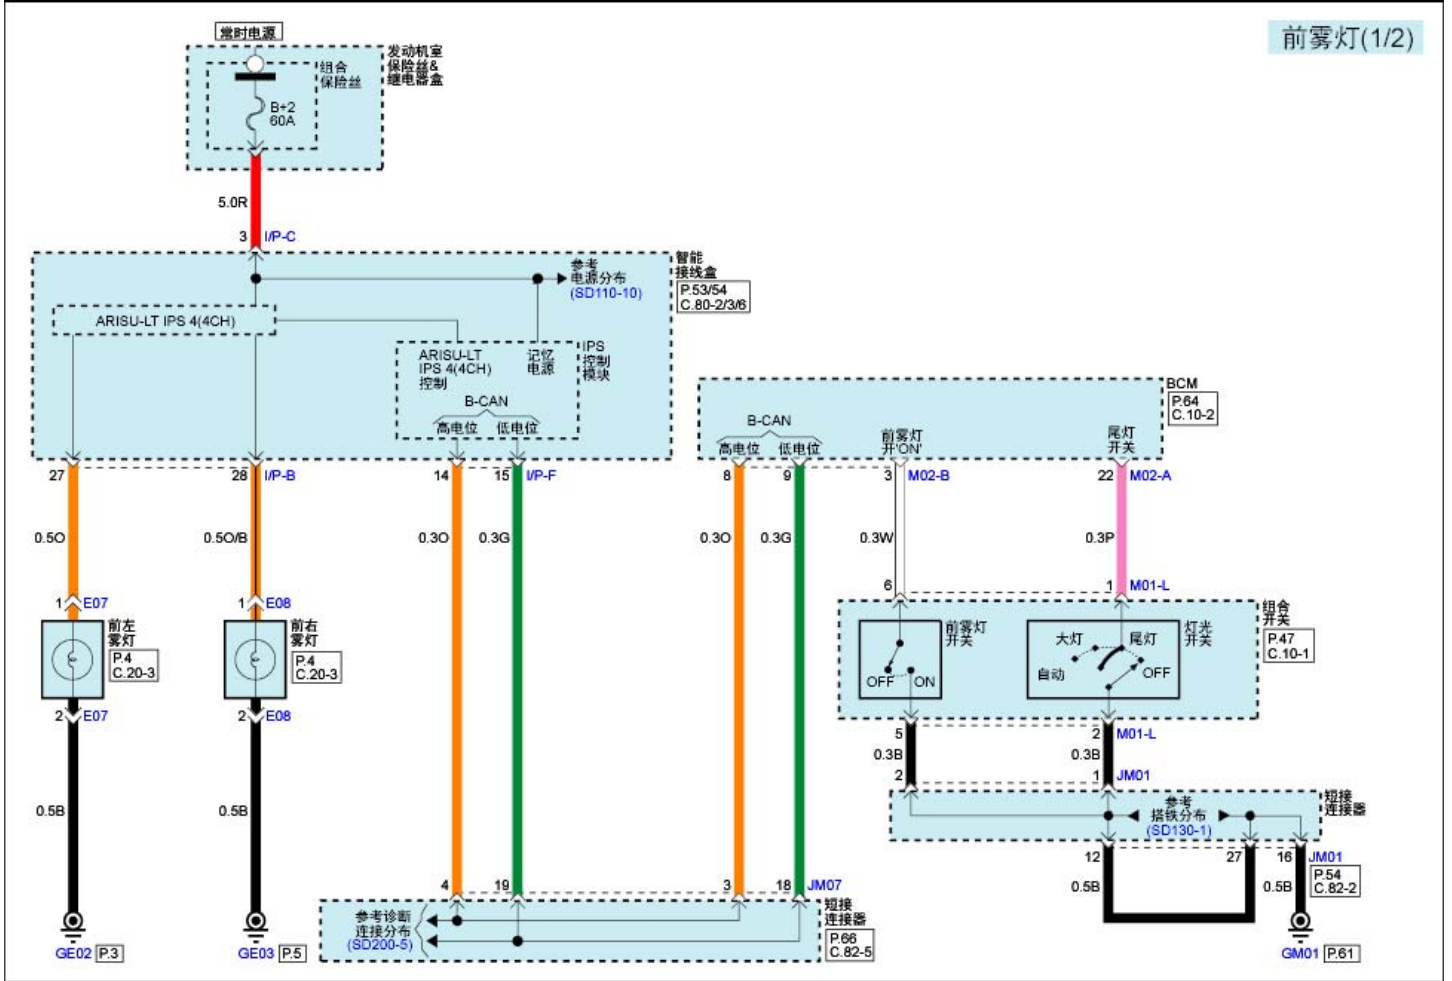 前雾灯(1/2)
常时电源
发动机室
保险丝&
继电器盒
组合
保险丝
B+2
60A
5.0R
3 I/P-C
智能
接线盒
P.53/54
C.80-2/3/6
参考
电源分布
(SD110-10)
ARISU-LT IPS 4(4CH)
ARISU-LT
IPS 4(4CH)
控制
记忆
电源
IPS
控制
模块
B-CAN
高电位 低电位
BCM
P.64
C.10-2
B-CAN
高电位 低电位
前雾灯
开'ON'
尾灯
开关
27 28 I/P-B 14 15 I/P-F 8 9 3 M02-B 22 M02-A
0.5O 0.5O/B 0.3O 0.3G 0.3O 0.3G 0.3W 0.3P
6 1 M01-L
1 E07 1 E08
前左
雾灯
P.4
C.20-3
前右
雾灯
P.4
C.20-3
组合
开关
P.47
C.10-1
前雾灯
开关
OFF ON
灯光
开关
大灯 尾灯
自动 OFF
2 E07 2 E08
5 2 M01-L
0.3B 0.3B
2 1 JM01
短接
连接器
参考
搭铁分布
(SD130-1)
0.5B 0.5B
12 27 16 JM01
P.54
C.82-2
0.5B 0.5B
4 19 3 18 JM07
短接
连接器
P.66
C.82-5
参考诊断
连接分布
(SD200-5)
GE02 P.3 GE03 P.5 GM01 P.61